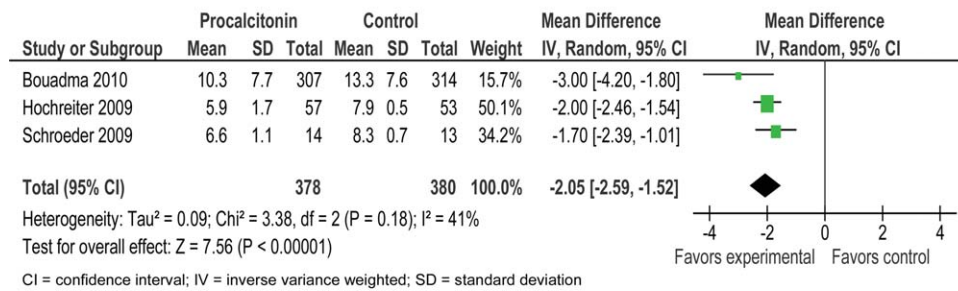 Procalcitonin Control Mean Difference Mean Difference
Study or Subgroup Mean SD Total Mean SD Total Weight IV, Random, 95% CI IV, Random, 95% CI
Bouadma 2010 10.3 7.7 307 13.3 7.6 314 15.7% -3.00 [-4.20, -1.80]
Hochreiter 2009 5.9 1.7 57 7.9 0.5 53 50.1% -2.00 [-2.46, -1.54]
Schroeder 2009 6.6 1.1 14 8.3 0.7 13 34.2% -1.70 [-2.39, -1.01]
Total (95% CI) 378 380 100.0% -2.05 [-2.59, -1.52]
Heterogeneity: Tau² = 0.09; Chi² = 3.38, df = 2 (P = 0.18); I² = 41%
Test for overall effect: Z = 7.56 (P < 0.00001)
-4 -2 0 2 4
Favors experimental Favors control
CI = confidence interval; IV = inverse variance weighted; SD = standard deviation